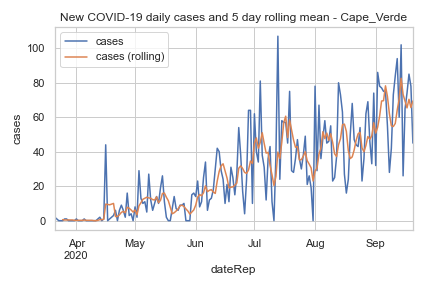 New COVID-19 daily cases and 5 day rolling mean - Cape_Verde
cases
cases (rolling)
100
80
60
40
20
0
cases
Apr
2020
May
Jun
Jul
Aug
Sep
dateRep